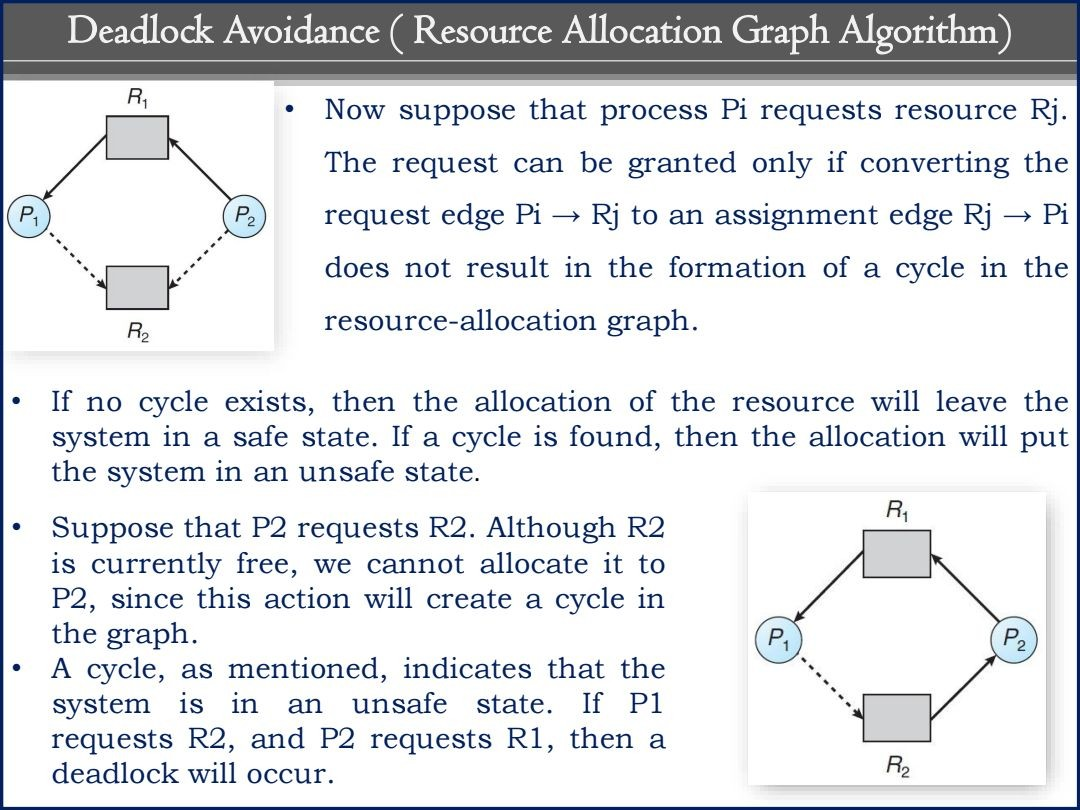 Deadlock Avoidance ( Resource Allocation Graph Algorithm)
R1
P1
P2
R2
• Now suppose that process Pi requests resource Rj.
The request can be granted only if converting the
request edge Pi → Rj to an assignment edge Rj → Pi
does not result in the formation of a cycle in the
resource-allocation graph.
• If no cycle exists, then the allocation of the resource will leave the
system in a safe state. If a cycle is found, then the allocation will put
the system in an unsafe state.
• Suppose that P2 requests R2. Although R2
is currently free, we cannot allocate it to
P2, since this action will create a cycle in
the graph.
• A cycle, as mentioned, indicates that the
system is in an unsafe state. If P1
requests R2, and P2 requests R1, then a
deadlock will occur.
R1
P1
P2
R2